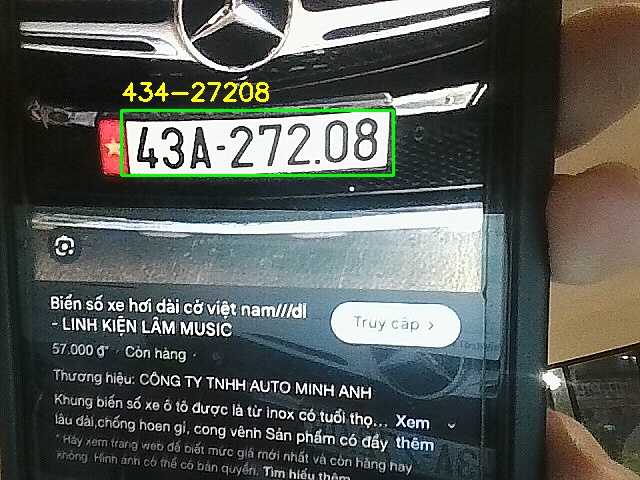 434-27208
43A-272.08
Biển số xe hơi dài cở việt nam///dl
- LINH KIỆN LÂM MUSIC
Truy cập >
57.000 ₫* · Còn hàng ·
Thương hiệu: CÔNG TY TNHH AUTO MINH ANH
Khung biển số xe ô tô được là từ inox có tuổi thọ... Xem
lâu dài,chống hoen gỉ, cong vênh Sản phẩm có đầy thêm
* Hãy xem trang web để biết mức giá mới nhất và còn hàng hay
không. Hình ảnh có thể có bản quyền. Tìm hiểu thêm